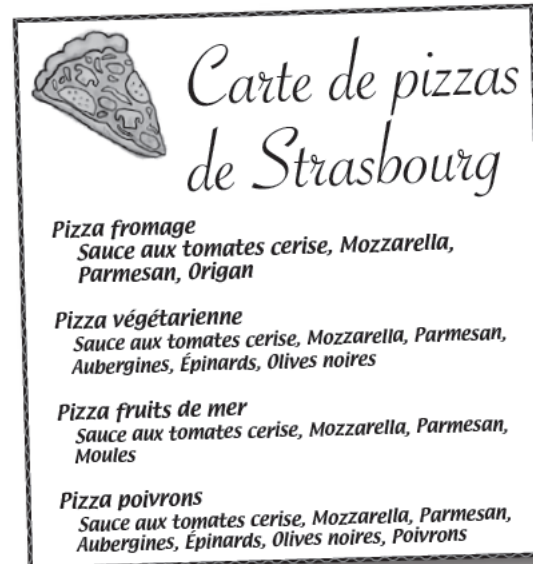 Carte de pizzas
de Strasbourg
Pizza fromage
Sauce aux tomates cerise, Mozzarella,
Parmesan, Origan
Pizza végétarienne
Sauce aux tomates cerise, Mozzarella, Parmesan,
Aubergines, Épinards, Olives noires
Pizza fruits de mer
Sauce aux tomates cerise, Mozzarella, Parmesan,
Moules
Pizza poivrons
Sauce aux tomates cerise, Mozzarella, Parmesan,
Aubergines, Épinards, Olives noires, Poivrons